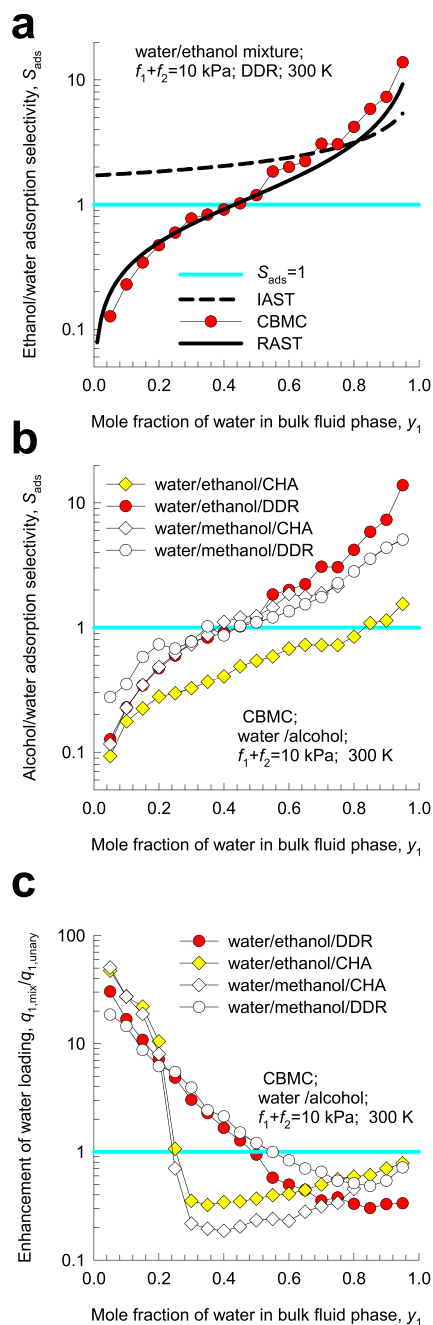 a
water/ethanol mixture;
f1+f2=10 kPa; DDR; 300 K
Ethanol/water adsorption selectivity, Sads
10
1
0.1
Sads=1
IAST
CBMC
RAST
0.0 0.2 0.4 0.6 0.8 1.0
Mole fraction of water in bulk fluid phase, y1
b
water/ethanol/CHA
water/ethanol/DDR
water/methanol/CHA
water/methanol/DDR
Alcohol/water adsorption selectivity, Sads
10
1
0.1
CBMC;
water /alcohol;
f1+f2=10 kPa; 300 K
0.0 0.2 0.4 0.6 0.8 1.0
Mole fraction of water in bulk fluid phase, y1
c
water/ethanol/DDR
water/ethanol/CHA
water/methanol/CHA
water/methanol/DDR
Enhancement of water loading, q1,mix/q1,unary
100
10
1
0.1
CBMC;
water /alcohol;
f1+f2=10 kPa; 300 K
0.0 0.2 0.4 0.6 0.8 1.0
Mole fraction of water in bulk fluid phase, y1